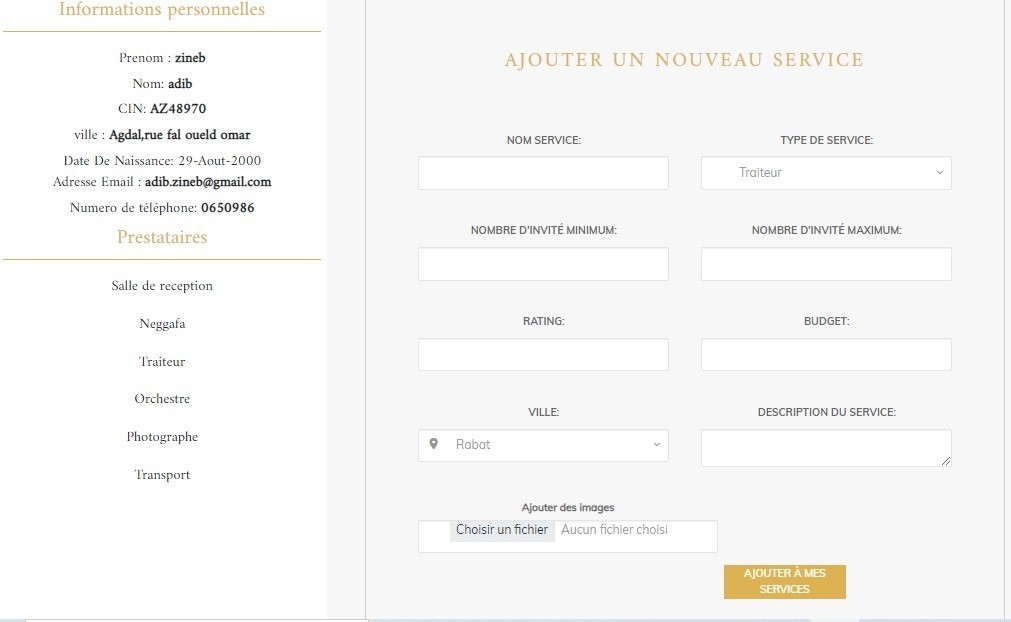 Informations personnelles
Prenom : zineb
Nom: adib
CIN: AZ48970
ville : Agdal,rue fal oueld omar
Date De Naissance: 29-Aout-2000
Adresse Email : adib.zineb@gmail.com
Numero de téléphone: 0650986
Prestataires
Salle de reception
Neggafa
Traiteur
Orchestre
Photographe
Transport
AJOUTER UN NOUVEAU SERVICE
NOM SERVICE:
TYPE DE SERVICE:
Traiteur
NOMBRE D'INVITÉ MINIMUM:
NOMBRE D'INVITÉ MAXIMUM:
RATING:
BUDGET:
VILLE:
DESCRIPTION DU SERVICE:
Rabat
Ajouter des images
Choisir un fichier Aucun fichier choisi
AJOUTER À MES
SERVICES